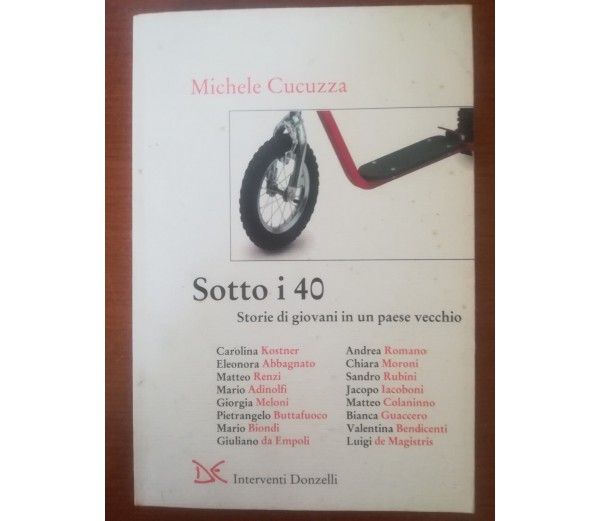 Michele Cucuzza
Sotto i 40
Storie di giovani in un paese vecchio
Carolina Kostner
Eleonora Abbagnato
Matteo Renzi
Mario Adinolfi
Giorgia Meloni
Pietrangelo Buttafuoco
Mario Biondi
Giuliano da Empoli
Andrea Romano
Chiara Moroni
Sandro Rubini
Jacopo Iacoboni
Matteo Colaninno
Bianca Guaccero
Valentina Bendicenti
Luigi de Magistris
DE Interventi Donzelli